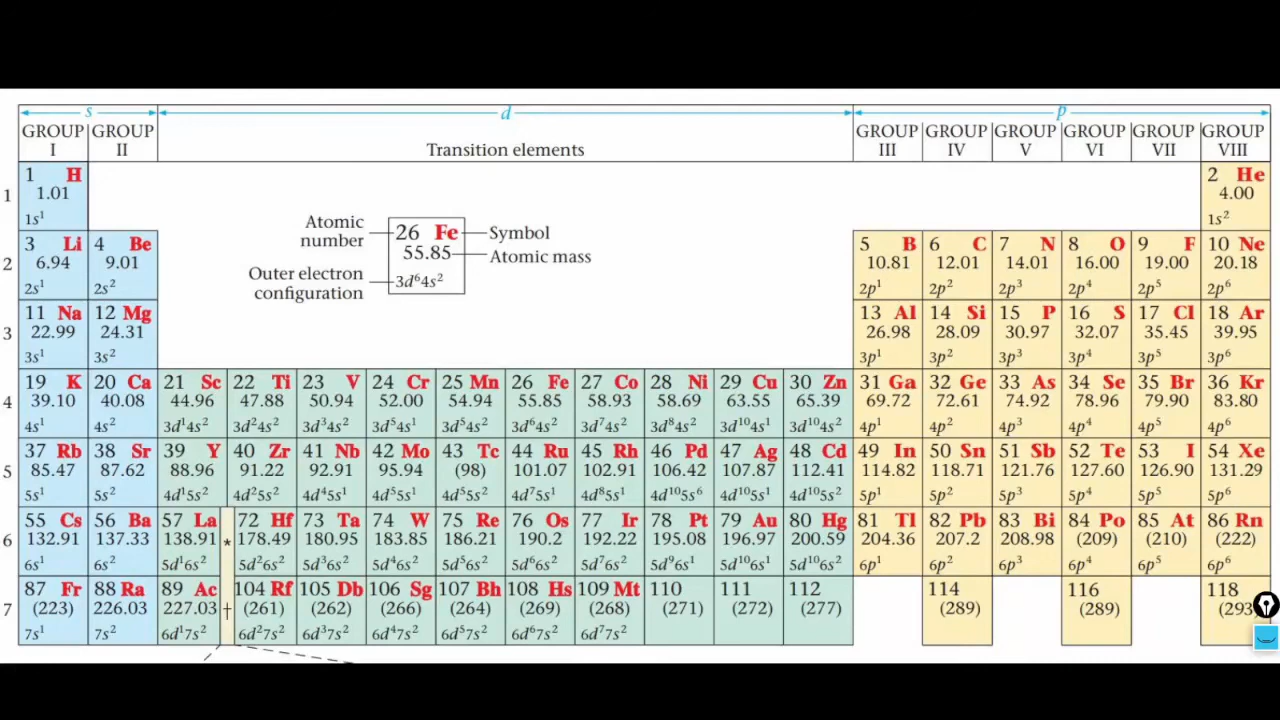 s d p
GROUP I GROUP II Transition elements GROUP III GROUP IV GROUP V GROUP VI GROUP VII GROUP VIII
1
1 H 2 He
1.01 4.00
1s¹ 1s²
Atomic number 26 Fe Symbol
55.85 Atomic mass
Outer electron configuration 3d⁶4s²
2
3 Li 4 Be 5 B 6 C 7 N 8 O 9 F 10 Ne
6.94 9.01 10.81 12.01 14.01 16.00 19.00 20.18
2s¹ 2s² 2p¹ 2p² 2p³ 2p⁴ 2p⁵ 2p⁶
3
11 Na 12 Mg 13 Al 14 Si 15 P 16 S 17 Cl 18 Ar
22.99 24.31 26.98 28.09 30.97 32.07 35.45 39.95
3s¹ 3s² 3p¹ 3p² 3p³ 3p⁴ 3p⁵ 3p⁶
4
19 K 20 Ca 21 Sc 22 Ti 23 V 24 Cr 25 Mn 26 Fe 27 Co 28 Ni 29 Cu 30 Zn 31 Ga 32 Ge 33 As 34 Se 35 Br 36 Kr
39.10 40.08 44.96 47.88 50.94 52.00 54.94 55.85 58.93 58.69 63.55 65.39 69.72 72.61 74.92 78.96 79.90 83.80
4s¹ 4s² 3d¹4s² 3d²4s² 3d³4s² 3d⁵4s¹ 3d⁵4s² 3d⁶4s² 3d⁷4s² 3d⁸4s² 3d¹⁰4s¹ 3d¹⁰4s² 4p¹ 4p² 4p³ 4p⁴ 4p⁵ 4p⁶
5
37 Rb 38 Sr 39 Y 40 Zr 41 Nb 42 Mo 43 Tc 44 Ru 45 Rh 46 Pd 47 Ag 48 Cd 49 In 50 Sn 51 Sb 52 Te 53 I 54 Xe
85.47 87.62 88.96 91.22 92.91 95.94 (98) 101.07 102.91 106.42 107.87 112.41 114.82 118.71 121.76 127.60 126.90 131.29
5s¹ 5s² 4d¹5s² 4d²5s² 4d⁴5s¹ 4d⁵5s¹ 4d⁵5s² 4d⁷5s¹ 4d⁸5s¹ 4d¹⁰5s⁶ 4d¹⁰5s¹ 4d¹⁰5s² 5p¹ 5p² 5p³ 5p⁴ 5p⁵ 5p⁶
6
55 Cs 56 Ba 57 La * 72 Hf 73 Ta 74 W 75 Re 76 Os 77 Ir 78 Pt 79 Au 80 Hg 81 Tl 82 Pb 83 Bi 84 Po 85 At 86 Rn
132.91 137.33 138.91 178.49 180.95 183.85 186.21 190.2 192.22 195.08 196.97 200.59 204.36 207.2 208.98 (209) (210) (222)
6s¹ 6s² 5d¹6s² 5d²6s² 5d³6s² 5d⁴6s² 5d⁵6s² 5d⁶6s² 5d⁷6s² 5d⁹6s¹ 5d¹⁰6s¹ 5d¹⁰6s² 6p¹ 6p² 6p³ 6p⁴ 6p⁵ 6p⁶
7
87 Fr 88 Ra 89 Ac † 104 Rf 105 Db 106 Sg 107 Bh 108 Hs 109 Mt 110 111 112 114 116 118
(223) 226.03 227.03 (261) (262) (266) (264) (269) (268) (271) (272) (277) (289) (289) (293
7s¹ 7s² 6d¹7s² 6d²7s² 6d³7s² 6d⁴7s² 6d⁵7s² 6d⁶7s² 6d⁷7s²